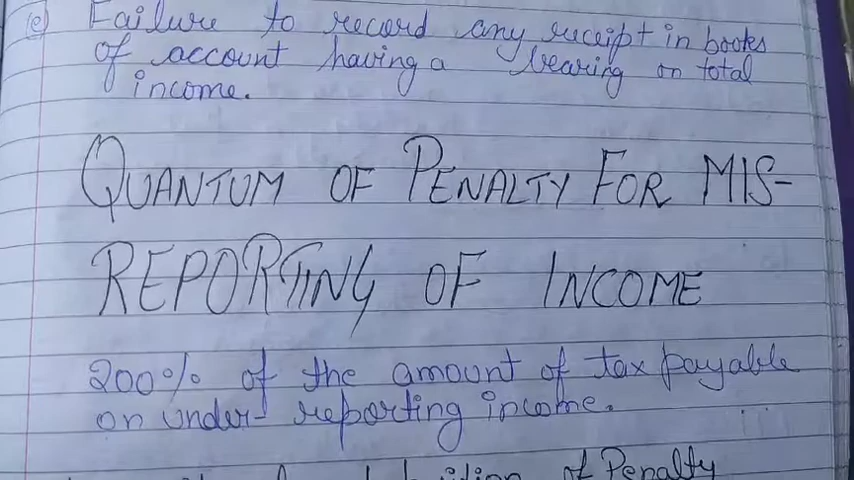 (e) Failure to record any receipt in books
of account having a bearing on total
income.
QUANTUM OF PENALTY FOR MIS-
REPORTING OF INCOME
200% of the amount of tax payable
on under-reporting income.
of Penalty